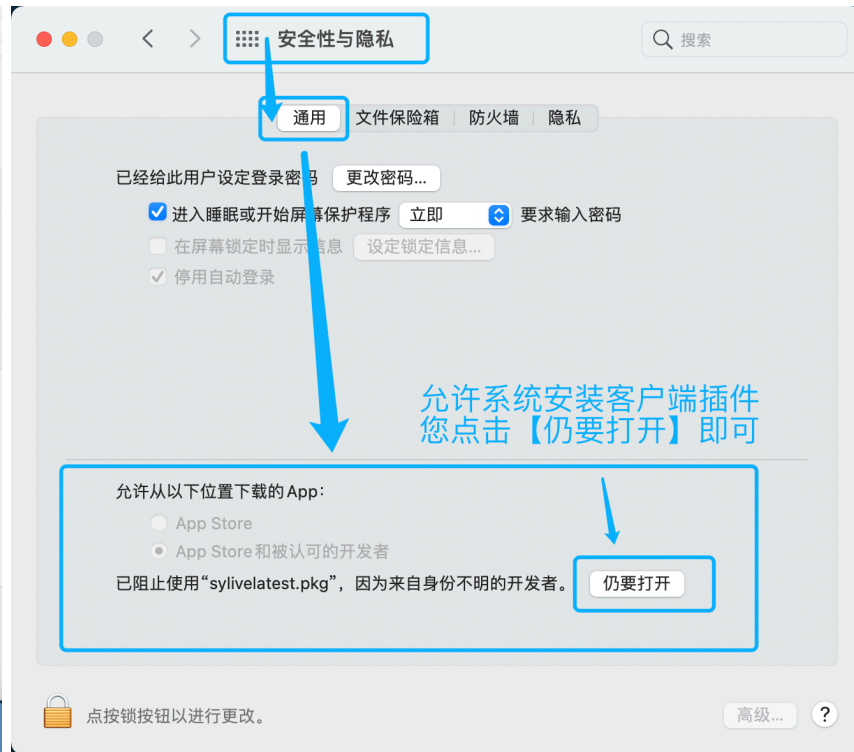 安全性与隐私
搜索
通用 文件保险箱 防火墙 隐私
已经给此用户设定登录密码 更改密码...
进入睡眠或开始屏幕保护程序 立即 要求输入密码
在屏幕锁定时显示信息 设定锁定信息...
停用自动登录
允许系统安装客户端插件
您点击【仍要打开】即可
允许从以下位置下载的App：
App Store
App Store和被认可的开发者
已阻止使用“sylivelatest.pkg”，因为来自身份不明的开发者。 仍要打开
点按锁按钮以进行更改。
高级... ?